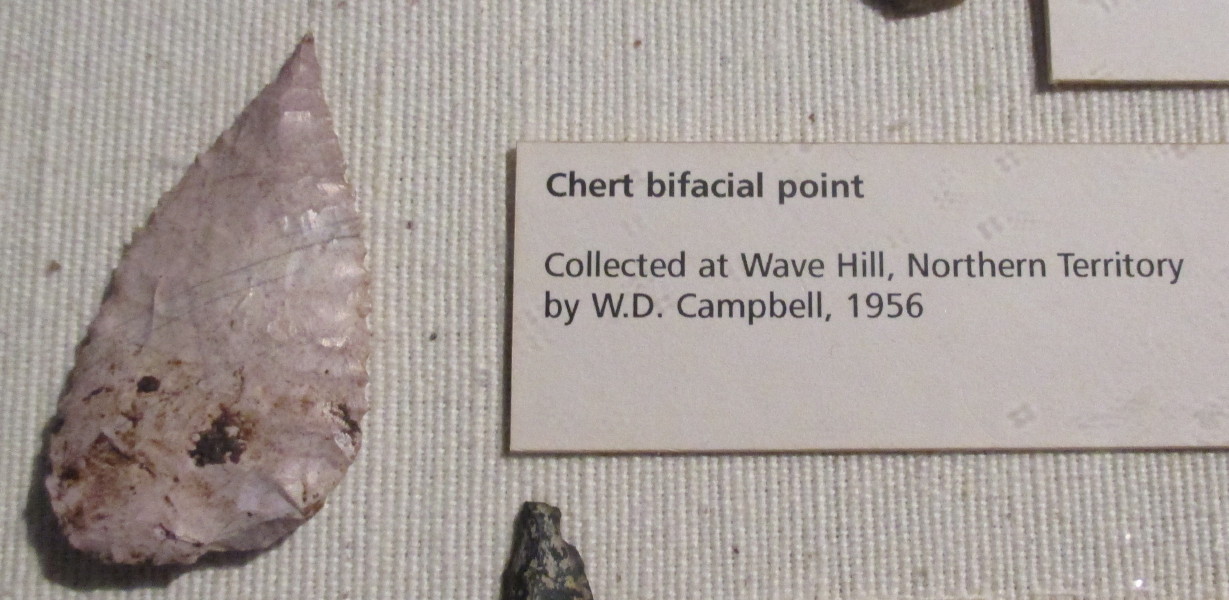 Chert bifacial point
Collected at Wave Hill, Northern Territory
by W.D. Campbell, 1956